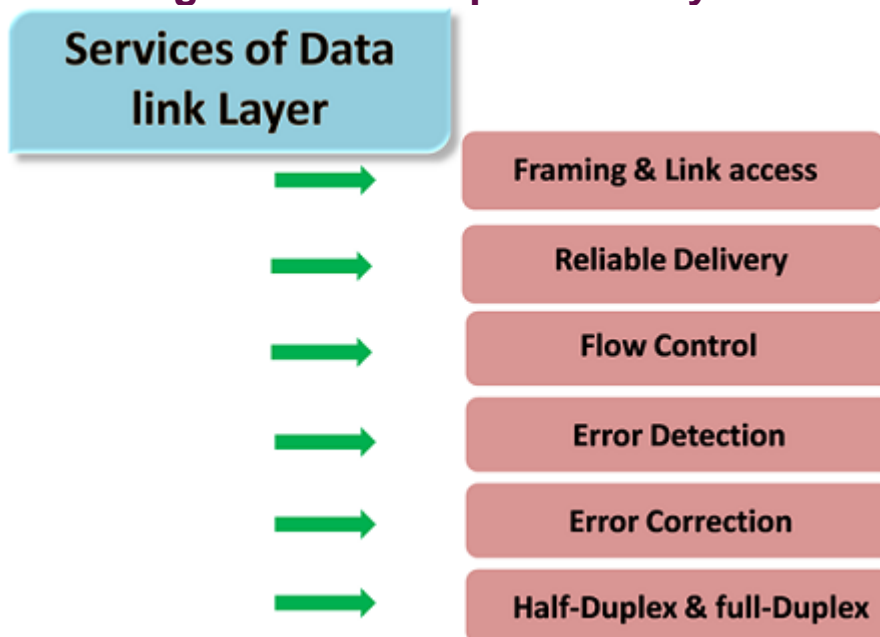 Services of Data
link Layer
Framing & Link access
Reliable Delivery
Flow Control
Error Detection
Error Correction
Half-Duplex & full-Duplex